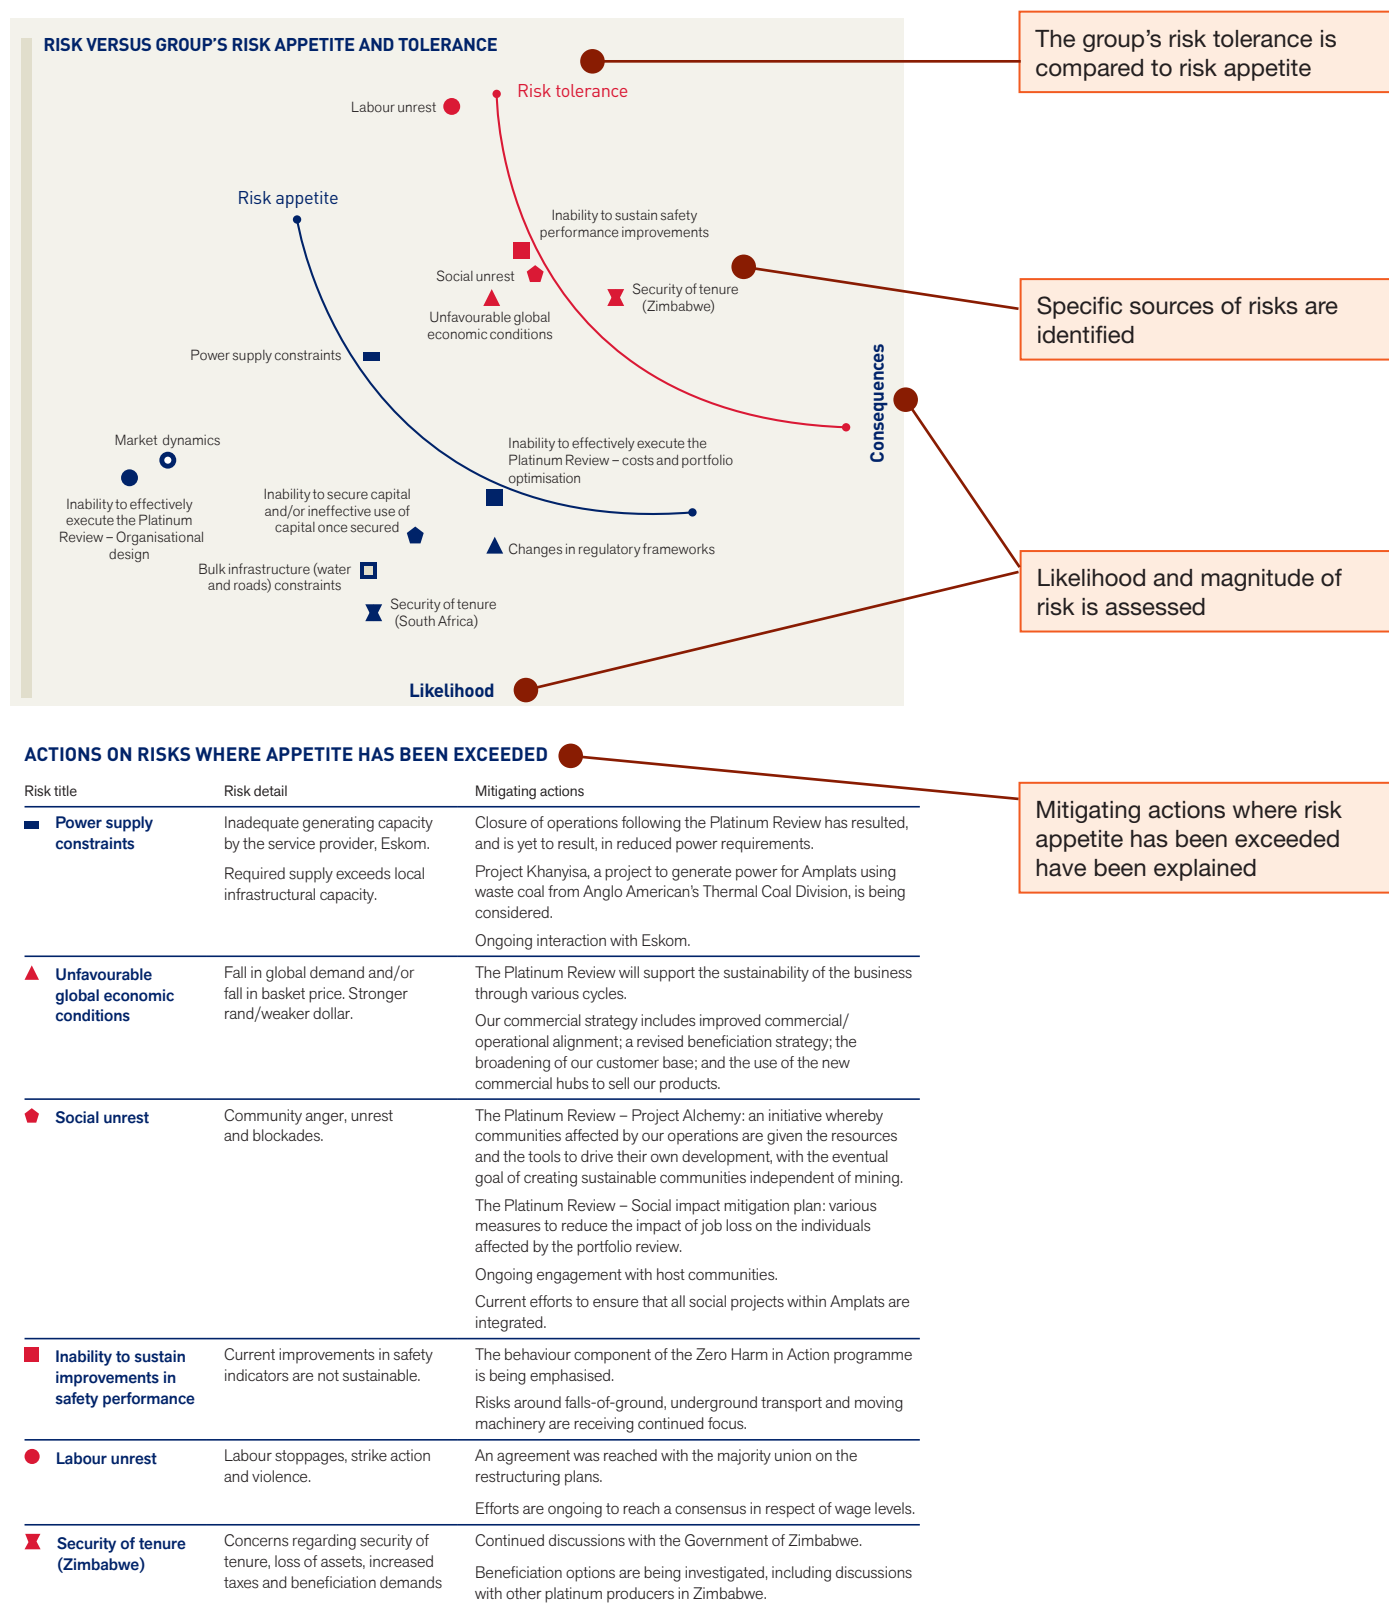 RISK VERSUS GROUP'S RISK APPETITE AND TOLERANCE
The group's risk tolerance is
compared to risk appetite
Risk tolerance
Labour unrest
Risk appetite
Inability to sustain safety
performance improvements
Social unrest
Security of tenure
(Zimbabwe)
Unfavourable global
economic conditions
Specific sources of risks are
identified
Power supply constraints
Consequences
Market dynamics
Inability to effectively execute the
Platinum Review – costs and portfolio
optimisation
Inability to effectively
execute the Platinum
Review – Organisational
design
Inability to secure capital
and/or ineffective use of
capital once secured
Changes in regulatory frameworks
Bulk infrastructure (water
and roads) constraints
Security of tenure
(South Africa)
Likelihood and magnitude of
risk is assessed
Likelihood
ACTIONS ON RISKS WHERE APPETITE HAS BEEN EXCEEDED
Mitigating actions where risk
appetite has been exceeded
have been explained
Risk title
Risk detail
Mitigating actions
Power supply
constraints
Inadequate generating capacity
by the service provider, Eskom.
Required supply exceeds local
infrastructural capacity.
Closure of operations following the Platinum Review has resulted,
and is yet to result, in reduced power requirements.
Project Khanyisa, a project to generate power for Amplats using
waste coal from Anglo American's Thermal Coal Division, is being
considered.
Ongoing interaction with Eskom.
Unfavourable
global economic
conditions
Fall in global demand and/or
fall in basket price. Stronger
rand/weaker dollar.
The Platinum Review will support the sustainability of the business
through various cycles.
Our commercial strategy includes improved commercial/
operational alignment; a revised beneficiation strategy; the
broadening of our customer base; and the use of the new
commercial hubs to sell our products.
Social unrest
Community anger, unrest
and blockades.
The Platinum Review – Project Alchemy: an initiative whereby
communities affected by our operations are given the resources
and the tools to drive their own development, with the eventual
goal of creating sustainable communities independent of mining.
The Platinum Review – Social impact mitigation plan: various
measures to reduce the impact of job loss on the individuals
affected by the portfolio review.
Ongoing engagement with host communities.
Current efforts to ensure that all social projects within Amplats are
integrated.
Inability to sustain
improvements in
safety performance
Current improvements in safety
indicators are not sustainable.
The behaviour component of the Zero Harm in Action programme
is being emphasised.
Risks around falls-of-ground, underground transport and moving
machinery are receiving continued focus.
Labour unrest
Labour stoppages, strike action
and violence.
An agreement was reached with the majority union on the
restructuring plans.
Efforts are ongoing to reach a consensus in respect of wage levels.
Security of tenure
(Zimbabwe)
Concerns regarding security of
tenure, loss of assets, increased
taxes and beneficiation demands
Continued discussions with the Government of Zimbabwe.
Beneficiation options are being investigated, including discussions
with other platinum producers in Zimbabwe.